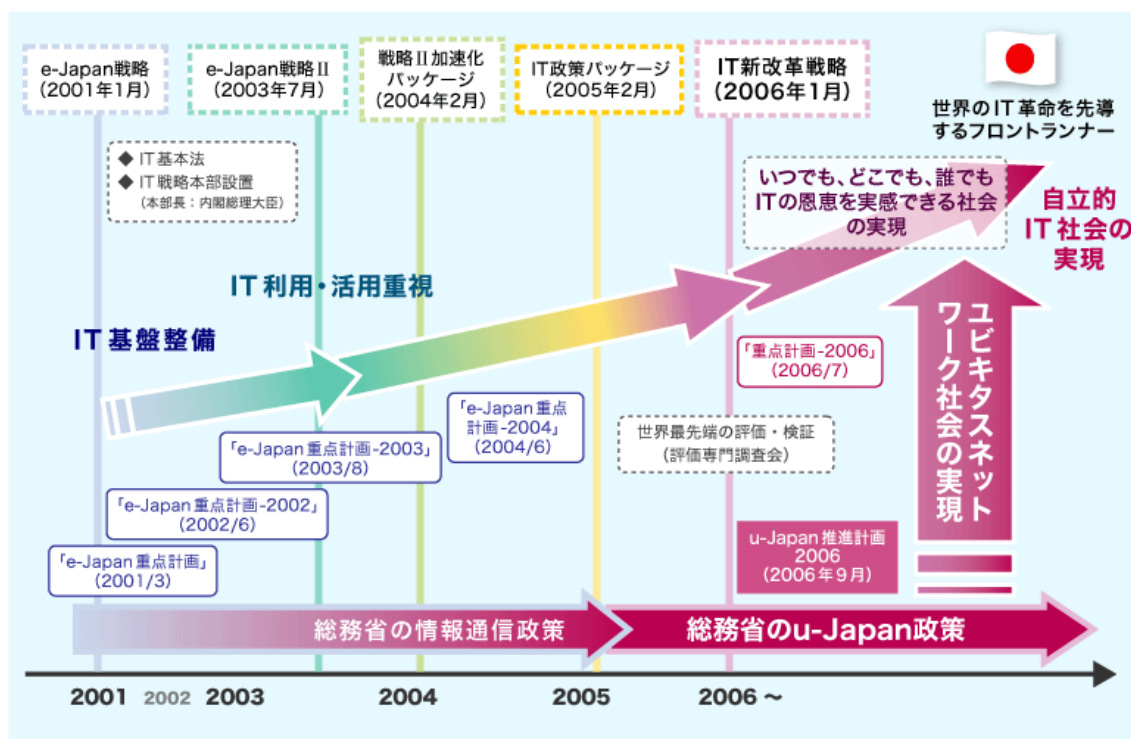 e-Japan戦略
(2001年1月)
e-Japan戦略Ⅱ
(2003年7月)
戦略Ⅱ加速化
パッケージ
(2004年2月)
IT政策パッケージ
(2005年2月)
IT新改革戦略
(2006年1月)
世界のIT革命を先導
するフロントランナー
◆ IT基本法
◆ IT戦略本部設置
(本部長：内閣総理大臣)
いつでも、どこでも、誰でも
ITの恩恵を実感できる社会
の実現
自立的
IT社会の
実現
IT利用・活用重視
IT基盤整備
ユビキタスネット
ワーク社会の実現
「重点計画-2006」
(2006/7)
「e-Japan重点
計画-2004」
(2004/6)
世界最先端の評価・検証
(評価専門調査会)
「e-Japan重点計画-2003」
(2003/8)
「e-Japan重点計画-2002」
(2002/6)
「e-Japan重点計画」
(2001/3)
u-Japan推進計画
2006
(2006年9月)
総務省の情報通信政策
総務省のu-Japan政策
2001 2002 2003 2004 2005 2006～